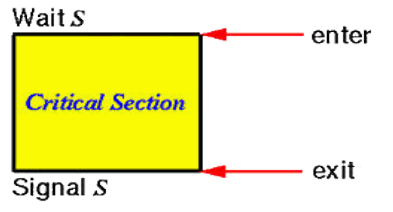 Wait S
enter
Critical Section
exit
Signal S